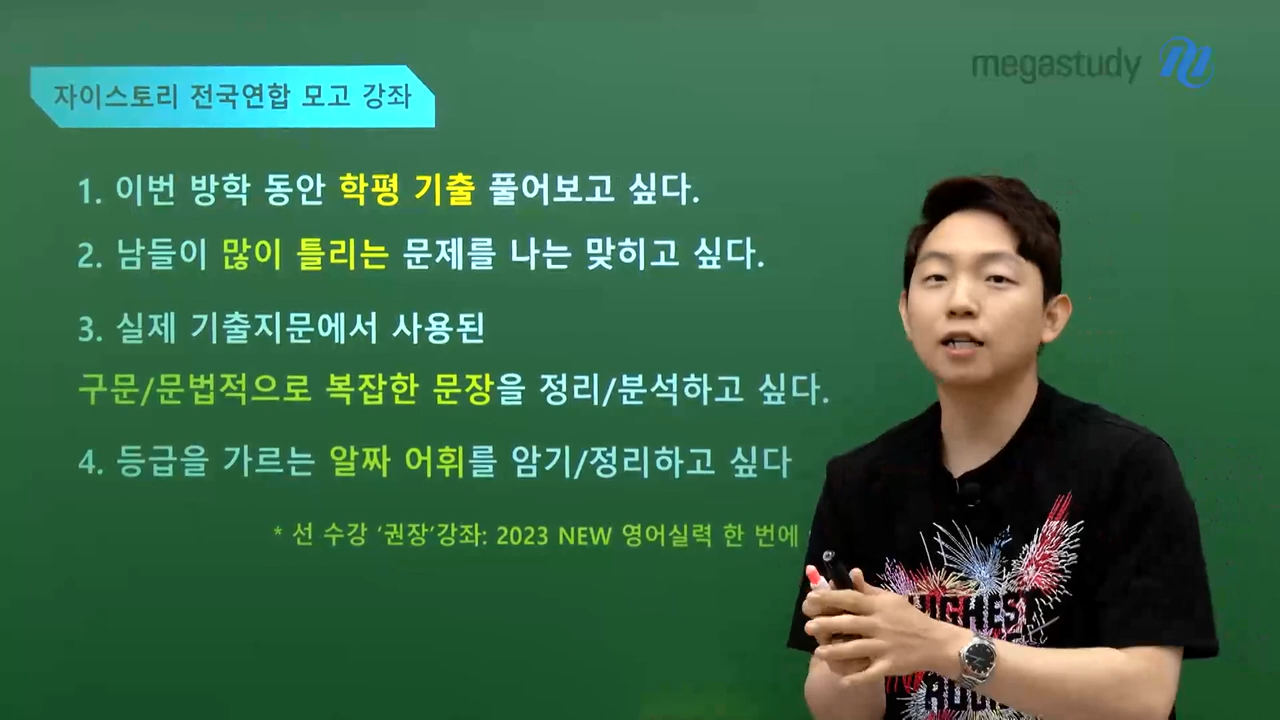 megastudy
자이스토리 전국연합 모고 강좌
1. 이번 방학 동안 학평 기출 풀어보고 싶다.
2. 남들이 많이 틀리는 문제를 나는 맞히고 싶다.
3. 실제 기출지문에서 사용된
구문/문법적으로 복잡한 문장을 정리/분석하고 싶다.
4. 등급을 가르는 알짜 어휘를 암기/정리하고 싶다
* 선 수강 ‘권장’강좌: 2023 NEW 영어실력 한 번에